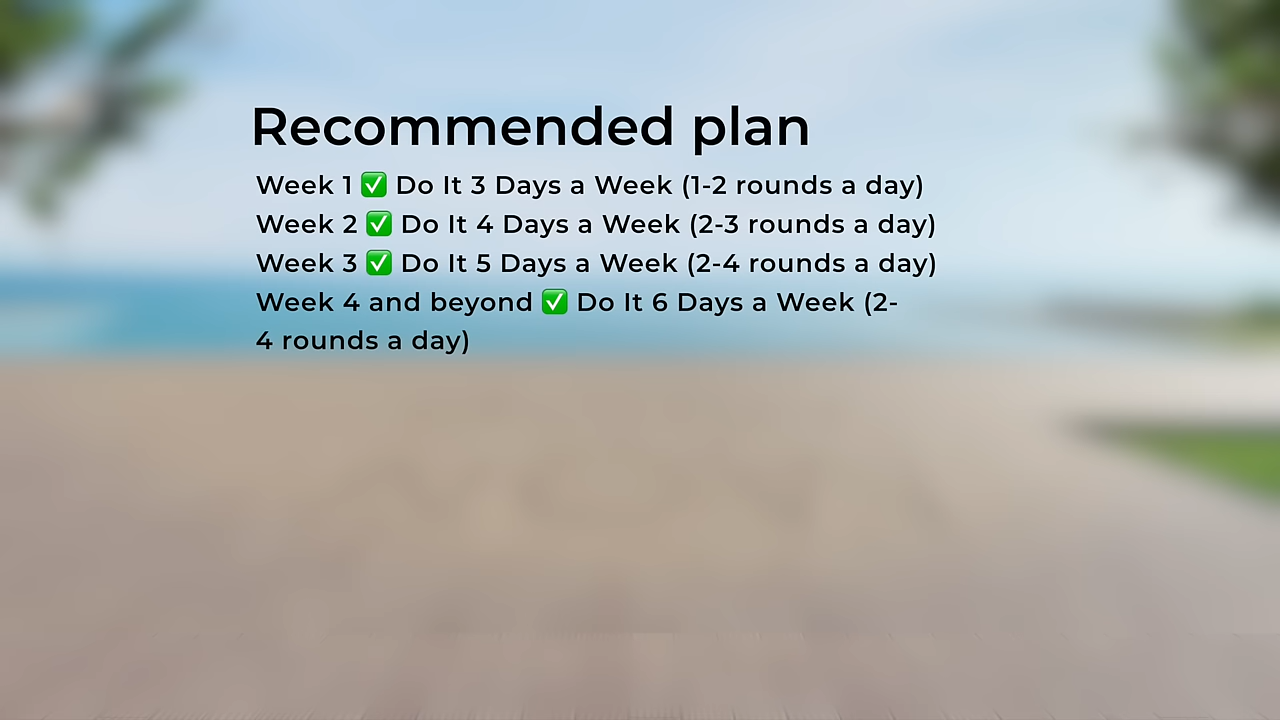 Recommended plan
Week 1 ✅ Do It 3 Days a Week (1-2 rounds a day)
Week 2 ✅ Do It 4 Days a Week (2-3 rounds a day)
Week 3 ✅ Do It 5 Days a Week (2-4 rounds a day)
Week 4 and beyond ✅ Do It 6 Days a Week (2-
4 rounds a day)